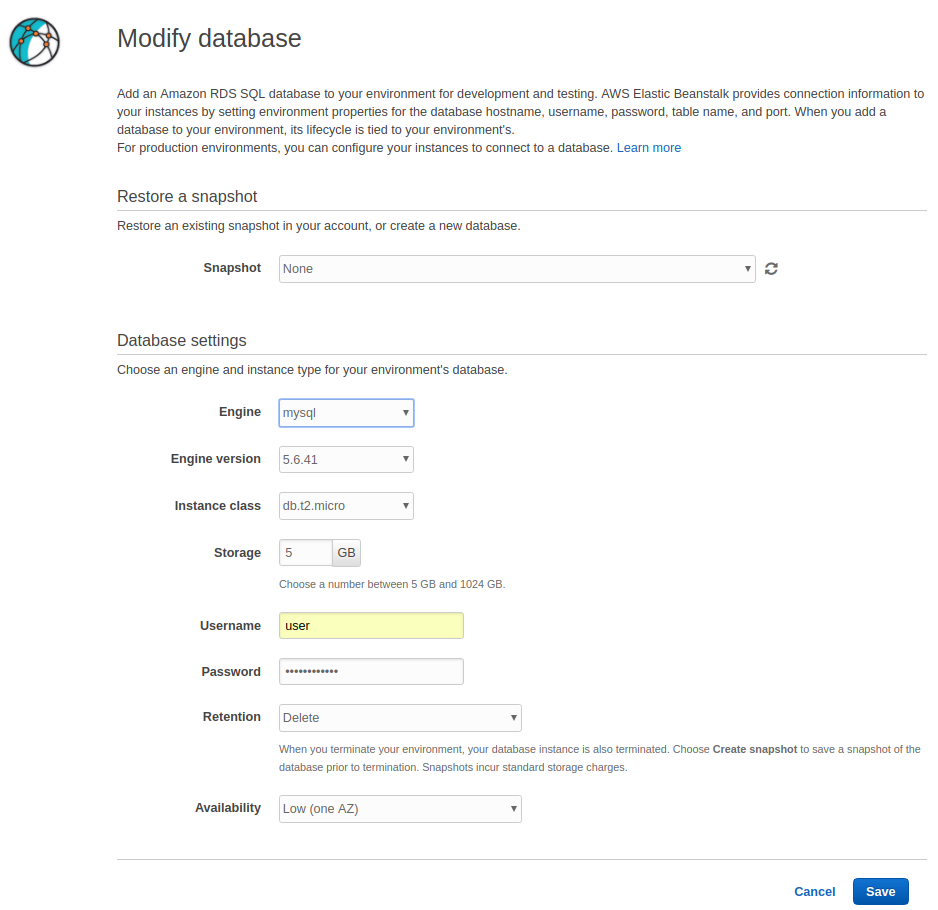 Modify database
Add an Amazon RDS SQL database to your environment for development and testing. AWS Elastic Beanstalk provides connection information to
your instances by setting environment properties for the database hostname, username, password, table name, and port. When you add a
database to your environment, its lifecycle is tied to your environment's.
For production environments, you can configure your instances to connect to a database. Learn more
Restore a snapshot
Restore an existing snapshot in your account, or create a new database.
Snapshot None
Database settings
Choose an engine and instance type for your environment's database.
Engine mysql
Engine version 5.6.41
Instance class db.t2.micro
Storage 5 GB
Choose a number between 5 GB and 1024 GB.
Username user
Password ••••••••••••
Retention Delete
When you terminate your environment, your database instance is also terminated. Choose Create snapshot to save a snapshot of the
database prior to termination. Snapshots incur standard storage charges.
Availability Low (one AZ)
Cancel Save